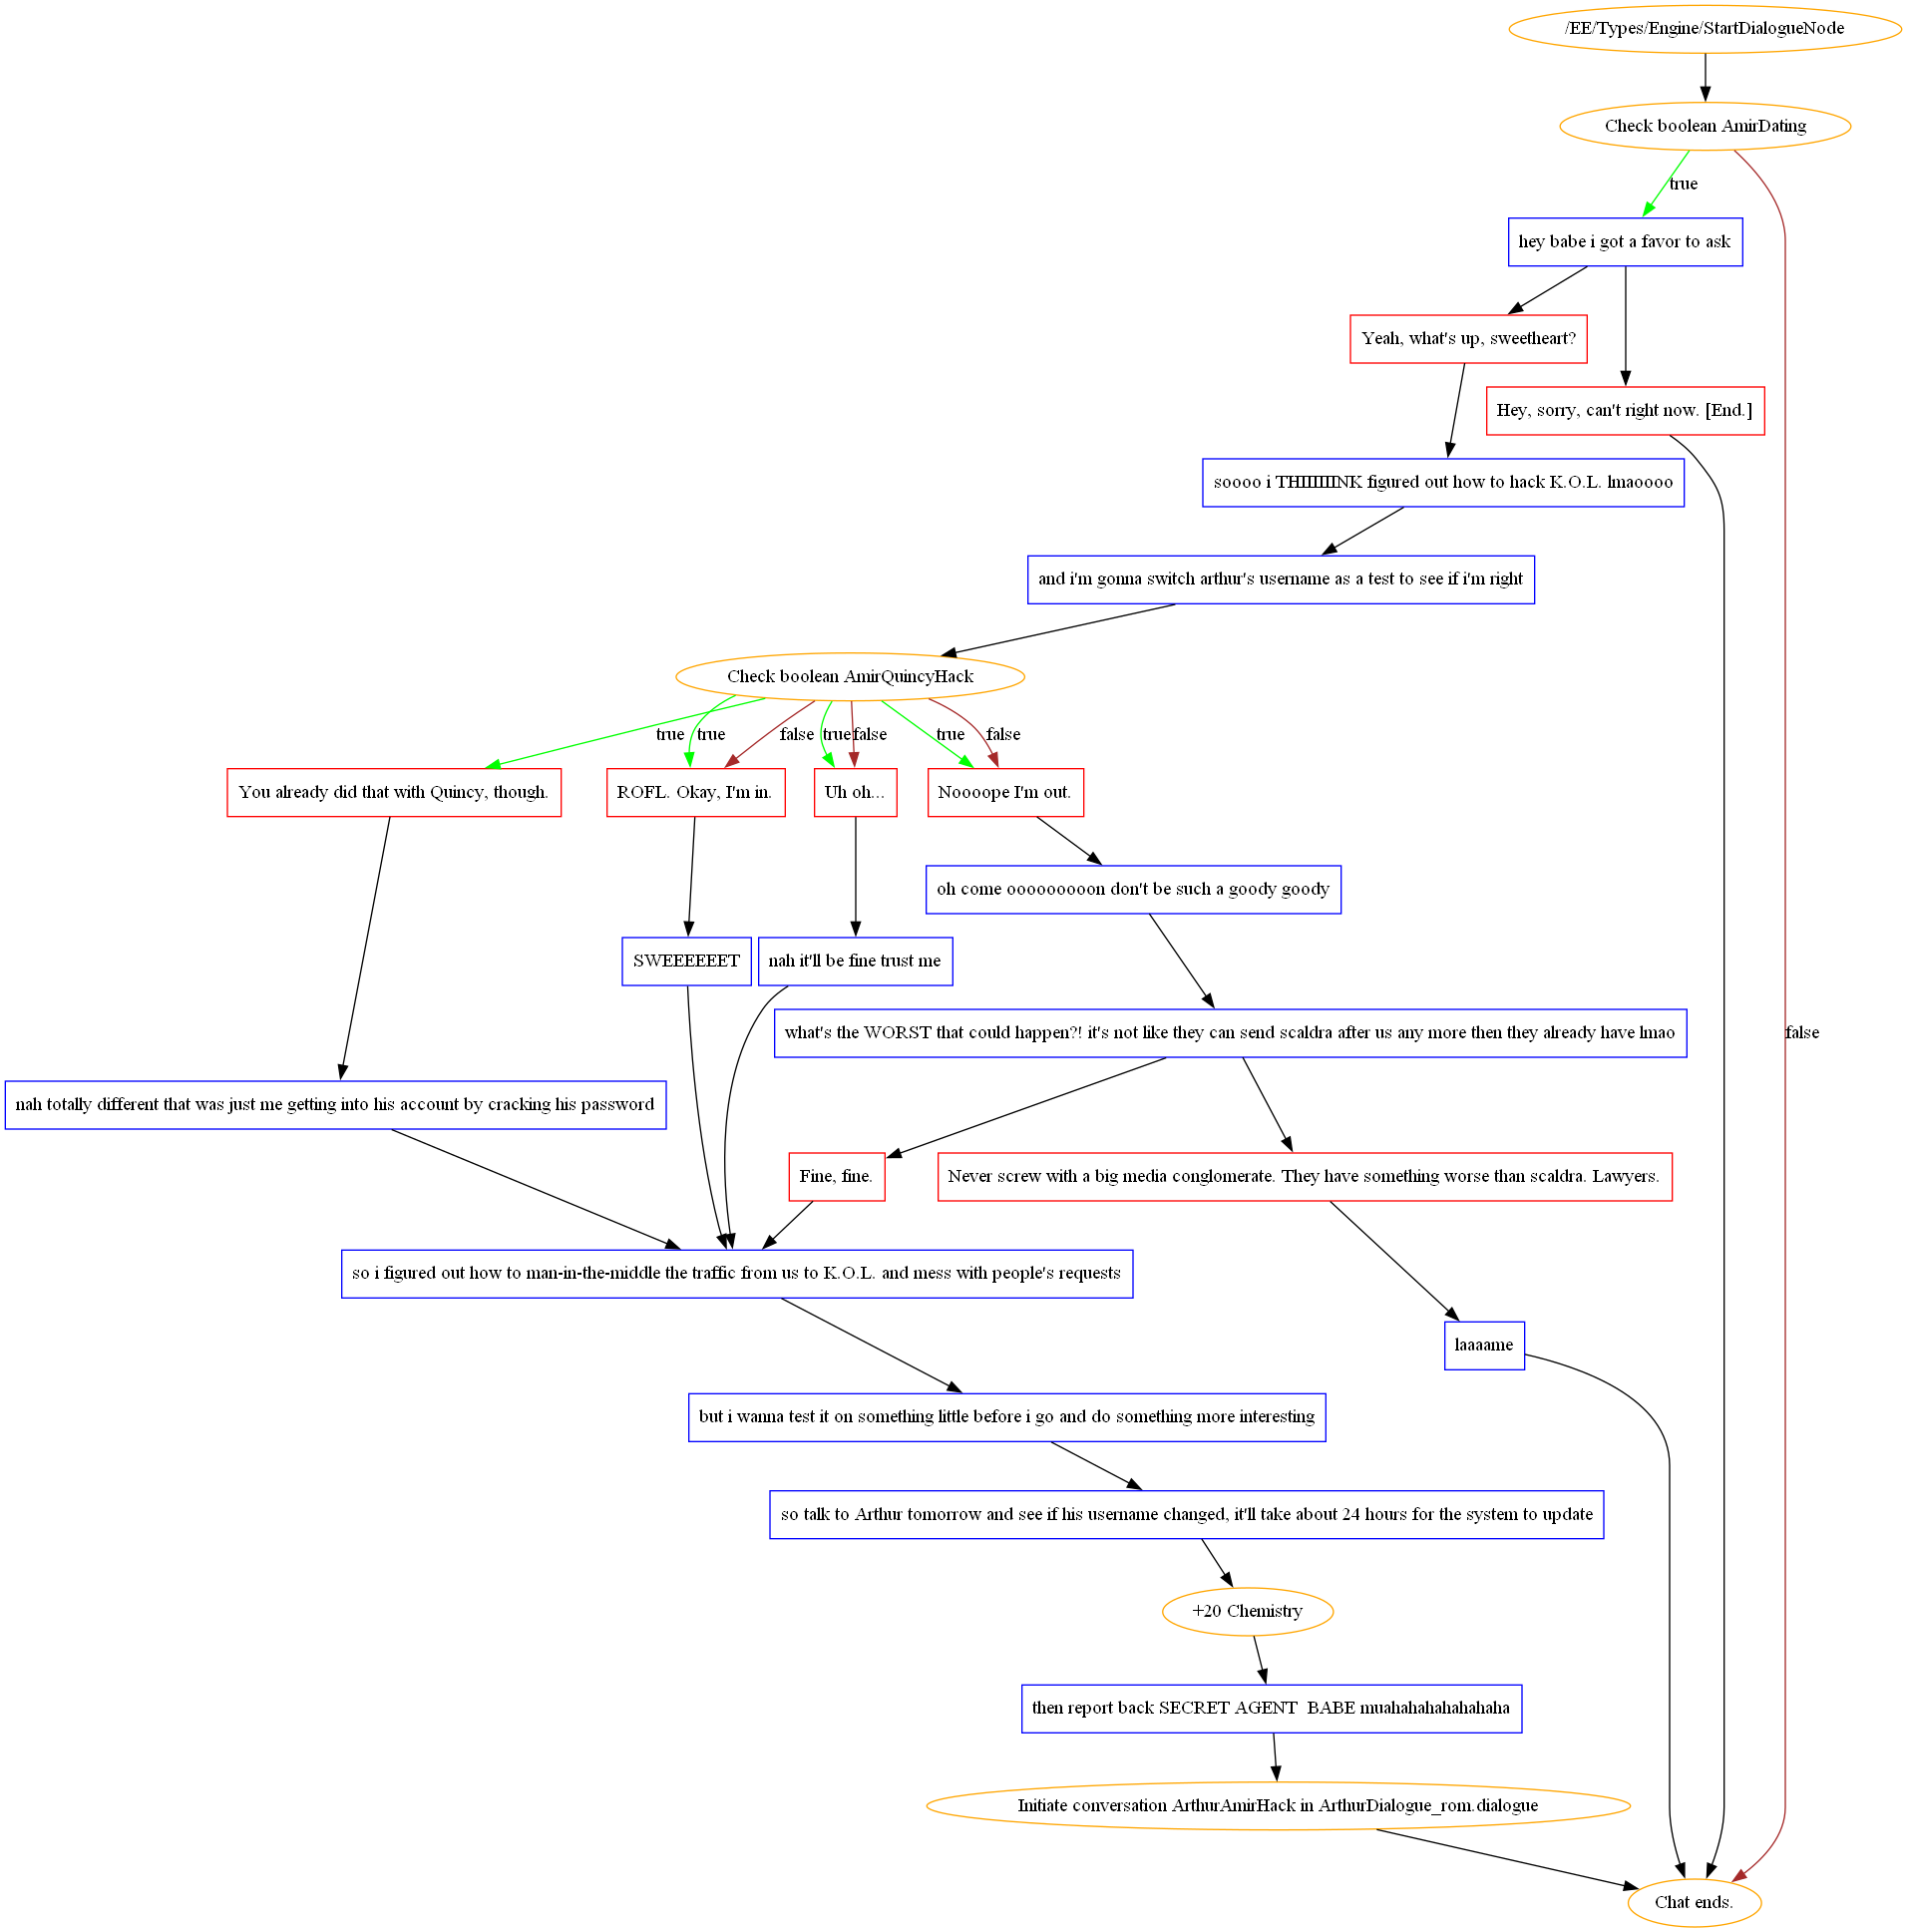 /EE/Types/Engine/StartDialogueNode
Check boolean AmirDating
true
hey babe i got a favor to ask
Yeah, what's up, sweetheart?
Hey, sorry, can't right now. [End.]
soooo i THIIIIIINK figured out how to hack K.O.L. lmaoooo
and i'm gonna switch arthur's username as a test to see if i'm right
Check boolean AmirQuincyHack
true
true
false
true
false
true
false
You already did that with Quincy, though.
ROFL. Okay, I'm in.
Uh oh...
Noooope I'm out.
oh come ooooooooon don't be such a goody goody
SWEEEEEET
nah it'll be fine trust me
what's the WORST that could happen?! it's not like they can send scaldra after us any more then they already have lmao
false
nah totally different that was just me getting into his account by cracking his password
Fine, fine.
Never screw with a big media conglomerate. They have something worse than scaldra. Lawyers.
so i figured out how to man-in-the-middle the traffic from us to K.O.L. and mess with people's requests
laaaame
but i wanna test it on something little before i go and do something more interesting
so talk to Arthur tomorrow and see if his username changed, it'll take about 24 hours for the system to update
+20 Chemistry
then report back SECRET AGENT  BABE muahahahahahahaha
Initiate conversation ArthurAmirHack in ArthurDialogue_rom.dialogue
Chat ends.